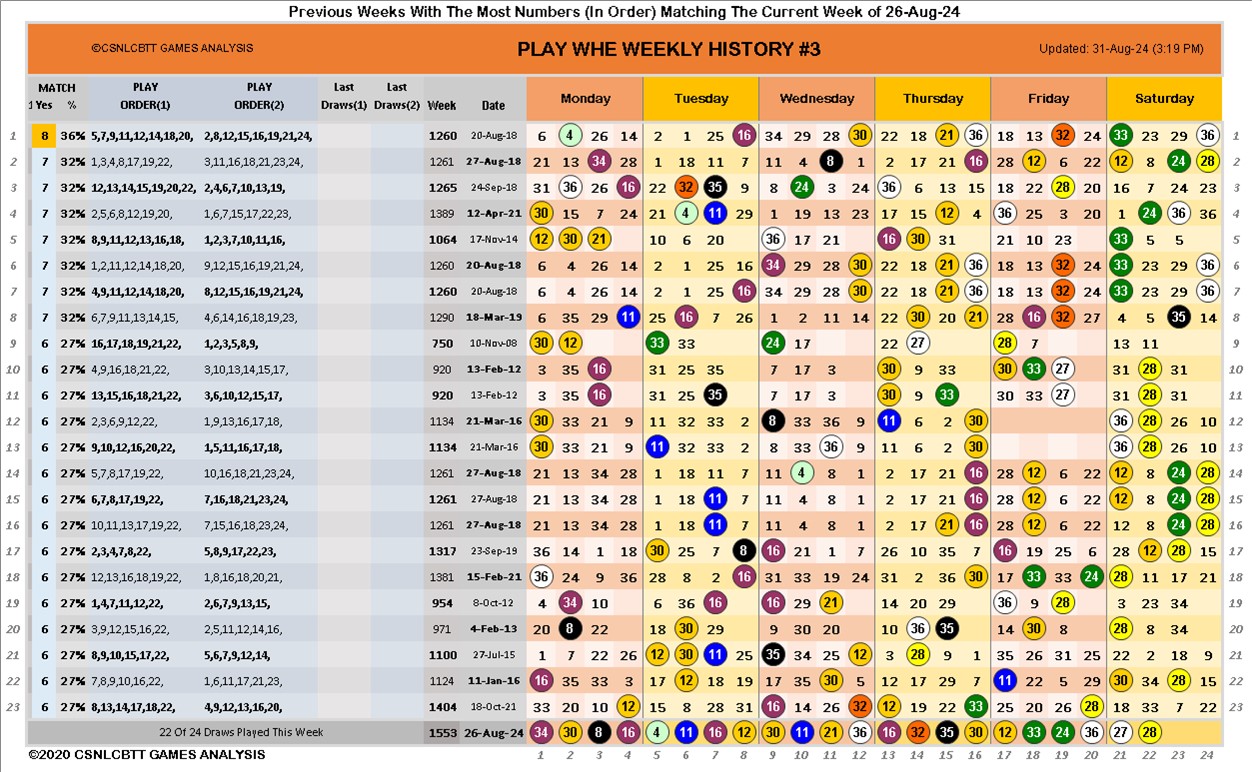 Previous Weeks With The Most Numbers (In Order) Matching The Current Week of 26-Aug-24
©CSNLCBTT GAMES ANALYSIS PLAY WHE WEEKLY HISTORY #3 Updated: 31-Aug-24 (3:19 PM)
MATCH PLAY PLAY Last Last
1 Yes % ORDER(1) ORDER(2) Draws(1) Draws(2) Week Date Monday Tuesday Wednesday Thursday Friday Saturday
1 8 36% 5,7,9,11,12,14,18,20, 2,8,12,15,16,19,21,24, 1260 20-Aug-18 6 4 26 14 2 1 25 16 34 29 28 30 22 18 21 36 18 13 32 24 33 23 29 36 1
2 7 32% 1,3,4,8,17,19,22, 3,11,16,18,21,23,24, 1261 27-Aug-18 21 13 34 28 1 18 11 7 11 4 8 1 2 17 21 16 28 12 6 22 12 8 24 28 2
3 7 32% 12,13,14,15,19,20,22, 2,4,6,7,10,13,19, 1265 24-Sep-18 31 36 26 16 22 32 35 9 8 24 3 24 36 6 13 15 18 22 28 20 16 7 24 23 3
4 7 32% 2,5,6,8,12,19,20, 1,6,7,15,17,22,23, 1389 12-Apr-21 30 15 7 24 21 4 11 29 1 19 13 23 17 15 12 4 36 25 3 20 1 24 36 36 4
5 7 32% 8,9,11,12,13,16,18, 1,2,3,7,10,11,16, 1064 17-Nov-14 12 30 21 10 6 20 36 17 21 16 30 31 21 10 23 33 5 5 5
6 7 32% 1,2,11,12,14,18,20, 9,12,15,16,19,21,24, 1260 20-Aug-18 6 4 26 14 2 1 25 16 34 29 28 30 22 18 21 36 18 13 32 24 33 23 29 36 6
7 7 32% 4,9,11,12,14,18,20, 8,12,15,16,19,21,24, 1260 20-Aug-18 6 4 26 14 2 1 25 16 34 29 28 30 22 18 21 36 18 13 32 24 33 23 29 36 7
8 7 32% 6,7,9,11,13,14,15, 4,6,14,16,18,19,23, 1290 18-Mar-19 6 35 29 11 25 16 7 26 1 2 11 14 22 30 20 21 28 16 32 27 4 5 35 14 8
9 6 27% 16,17,18,19,21,22, 1,2,3,5,8,9, 750 10-Nov-08 30 12 33 33 24 17 22 27 28 7 13 11 9
10 6 27% 4,9,16,18,21,22, 3,10,13,14,15,17, 920 13-Feb-12 3 35 16 31 25 35 7 17 3 30 9 33 30 33 27 31 28 31 10
11 6 27% 13,15,16,18,21,22, 3,6,10,12,15,17, 920 13-Feb-12 3 35 16 31 25 35 7 17 3 30 9 33 30 33 27 31 28 31 11
12 6 27% 2,3,6,9,12,22, 1,9,13,16,17,18, 1134 21-Mar-16 30 33 21 9 11 32 33 2 8 33 36 9 11 6 2 30 36 28 26 10 12
13 6 27% 9,10,12,16,20,22, 1,5,11,16,17,18, 1134 21-Mar-16 30 33 21 9 11 32 33 2 8 33 36 9 11 6 2 30 36 28 26 10 13
14 6 27% 5,7,8,17,19,22, 10,16,18,21,23,24, 1261 27-Aug-18 21 13 34 28 1 18 11 7 11 4 8 1 2 17 21 16 28 12 6 22 12 8 24 28 14
15 6 27% 6,7,8,17,19,22, 7,16,18,21,23,24, 1261 27-Aug-18 21 13 34 28 1 18 11 7 11 4 8 1 2 17 21 16 28 12 6 22 12 8 24 28 15
16 6 27% 10,11,13,17,19,22, 7,15,16,18,23,24, 1261 27-Aug-18 21 13 34 28 1 18 11 7 11 4 8 1 2 17 21 16 28 12 6 22 12 8 24 28 16
17 6 27% 2,3,4,7,8,22, 5,8,9,17,22,23, 1317 23-Sep-19 36 14 1 18 30 25 7 8 16 21 1 7 26 10 35 7 16 19 25 6 28 12 28 15 17
18 6 27% 12,13,16,18,19,22, 1,8,16,18,20,21, 1381 15-Feb-21 36 24 9 36 28 8 2 16 31 33 19 24 31 2 36 30 17 33 33 24 28 11 17 21 18
19 6 27% 1,4,7,11,12,22, 2,6,7,9,13,15, 954 8-Oct-12 4 34 10 6 36 16 16 29 21 14 20 29 36 9 28 3 23 34 19
20 6 27% 3,9,12,15,16,22, 2,5,11,12,14,16, 971 4-Feb-13 20 8 22 18 30 29 9 30 20 10 36 35 14 30 8 28 8 34 20
21 6 27% 8,9,10,15,17,22, 5,6,7,9,12,14, 1100 27-Jul-15 1 7 22 26 12 30 11 25 35 34 25 12 3 28 9 1 35 26 31 25 22 2 18 9 21
22 6 27% 7,8,9,10,16,22, 1,6,11,17,21,23, 1124 11-Jan-16 16 35 33 3 17 12 18 19 17 35 30 5 12 29 17 7 11 22 5 29 30 34 28 15 22
23 6 27% 8,13,14,17,18,22, 4,9,12,13,16,20, 1404 18-Oct-21 33 20 10 12 15 8 28 31 16 14 26 32 12 19 23 33 25 20 26 28 18 33 7 22 23
22 Of 24 Draws Played This Week 1553 26-Aug-24 34 30 8 16 4 11 16 12 30 11 21 36 16 32 35 30 12 33 24 36 27 28
©2020 CSNLCBTT GAMES ANALYSIS 1 2 3 4 5 6 7 8 9 10 11 12 13 14 15 16 17 18 19 20 21 22 23 24